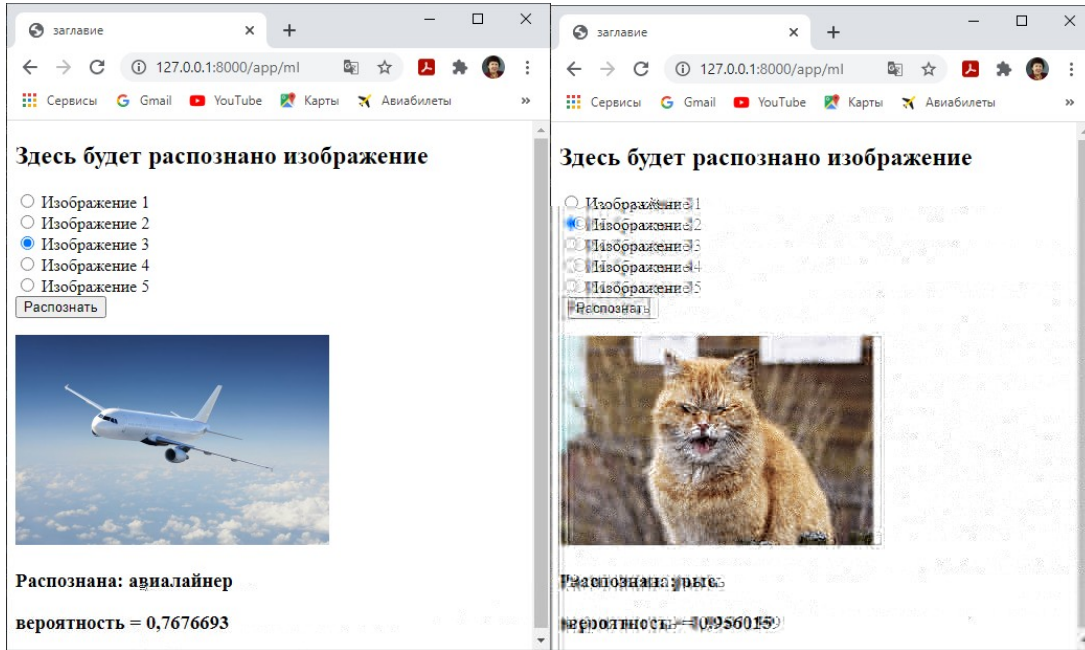 заглавие
127.0.0.1:8000/app/ml
Сервисы Gmail YouTube Карты Авиабилеты »
Здесь будет распознано изображение
Изображение 1
Изображение 2
Изображение 3
Изображение 4
Изображение 5
Распознать
Распознана: авиалайнер
вероятность = 0,7676693
заглавие
127.0.0.1:8000/app/ml
Сервисы Gmail YouTube Карты Авиабилеты »
Здесь будет распознано изображение
Изображение 1
Изображение 2
Изображение 3
Изображение 4
Изображение 5
Распознать
Распознана:
вероятность =